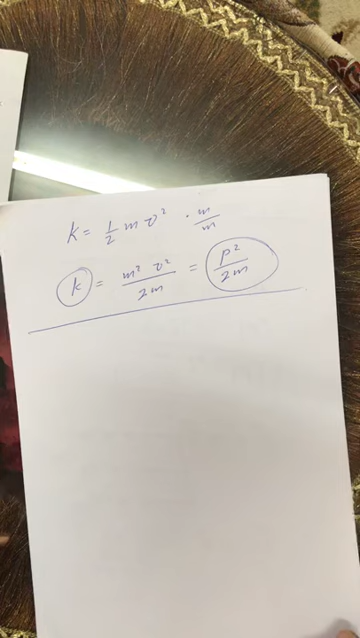 k = 1/2 m v² · m/m
k = m² v²/2m = p²/2m